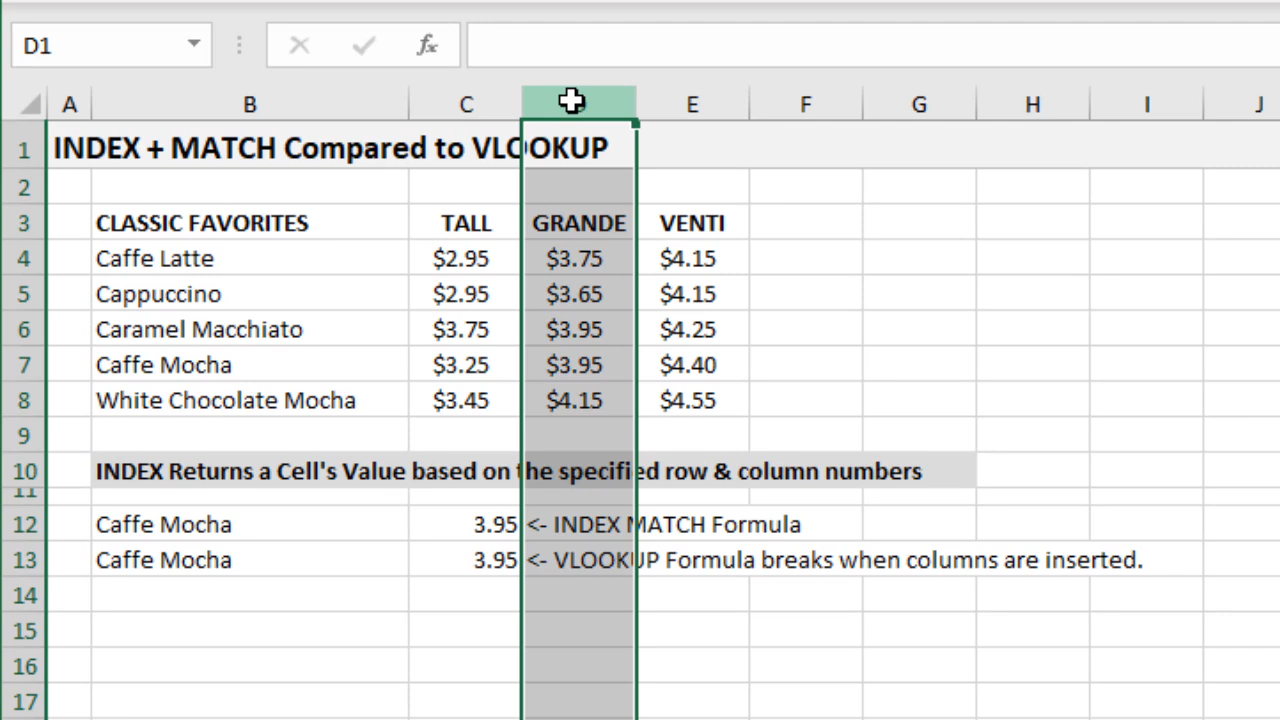 D1
fx
A B C E F G H I J
1 INDEX + MATCH Compared to VLOOKUP
2
3 CLASSIC FAVORITES TALL GRANDE VENTI
4 Caffe Latte $2.95 $3.75 $4.15
5 Cappuccino $2.95 $3.65 $4.15
6 Caramel Macchiato $3.75 $3.95 $4.25
7 Caffe Mocha $3.25 $3.95 $4.40
8 White Chocolate Mocha $3.45 $4.15 $4.55
9
10 INDEX Returns a Cell's Value based on the specified row & column numbers
11
12 Caffe Mocha 3.95 <- INDEX MATCH Formula
13 Caffe Mocha 3.95 <- VLOOKUP Formula breaks when columns are inserted.
14
15
16
17